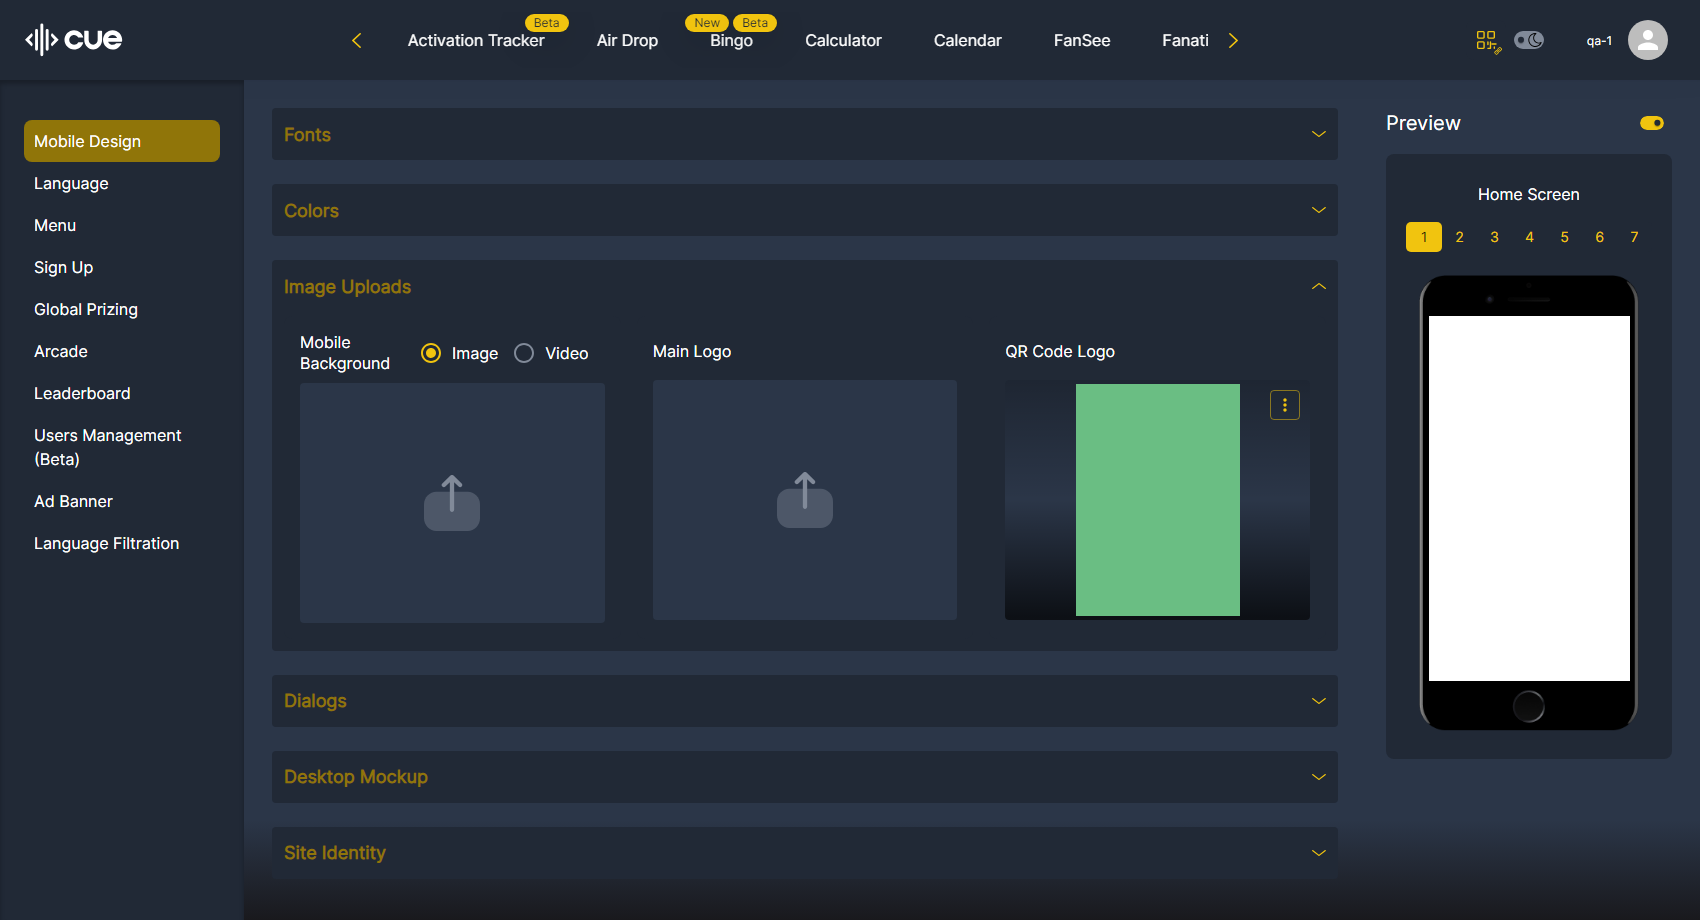 cue
Beta
New
Beta
Activation Tracker
Air Drop
Bingo
Calculator
Calendar
FanSee
Fanati
qa-1
Mobile Design
Language
Menu
Sign Up
Global Prizing
Arcade
Leaderboard
Users Management
(Beta)
Ad Banner
Language Filtration
Fonts
Colors
Image Uploads
Mobile
Background
Image
Video
Main Logo
QR Code Logo
Dialogs
Desktop Mockup
Site Identity
Preview
Home Screen
1 2 3 4 5 6 7